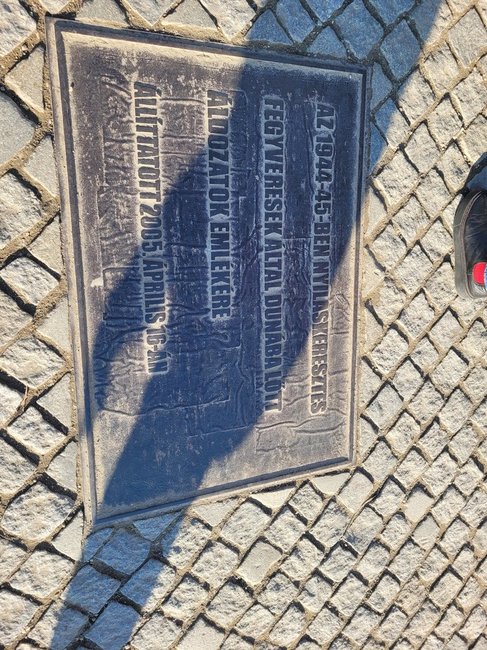 AZ 1944-45-BEN NYILAS KERESZTES
FEGYVERESEK ÁLTAL DUNÁBA LŐTT
ÁLDOZATOK EMLÉKÉRE
ÁLLÍTTATOTT 2005. ÁPRILIS 16-ÁN